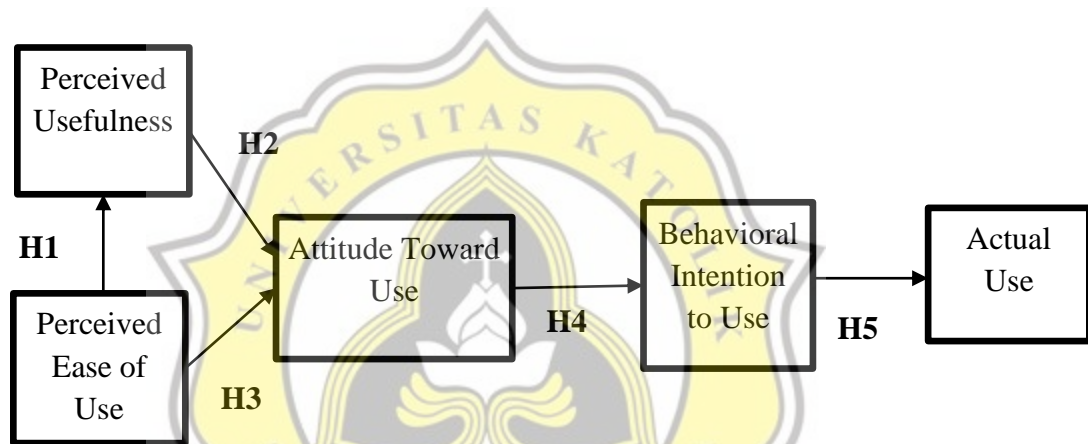 Perceived
Usefulness
H2
H1
Perceived
Ease of
Use
H3
Attitude Toward
Use
H4
Behavioral
Intention
to Use
H5
Actual
Use
UNIVERSITAS KATOLIK